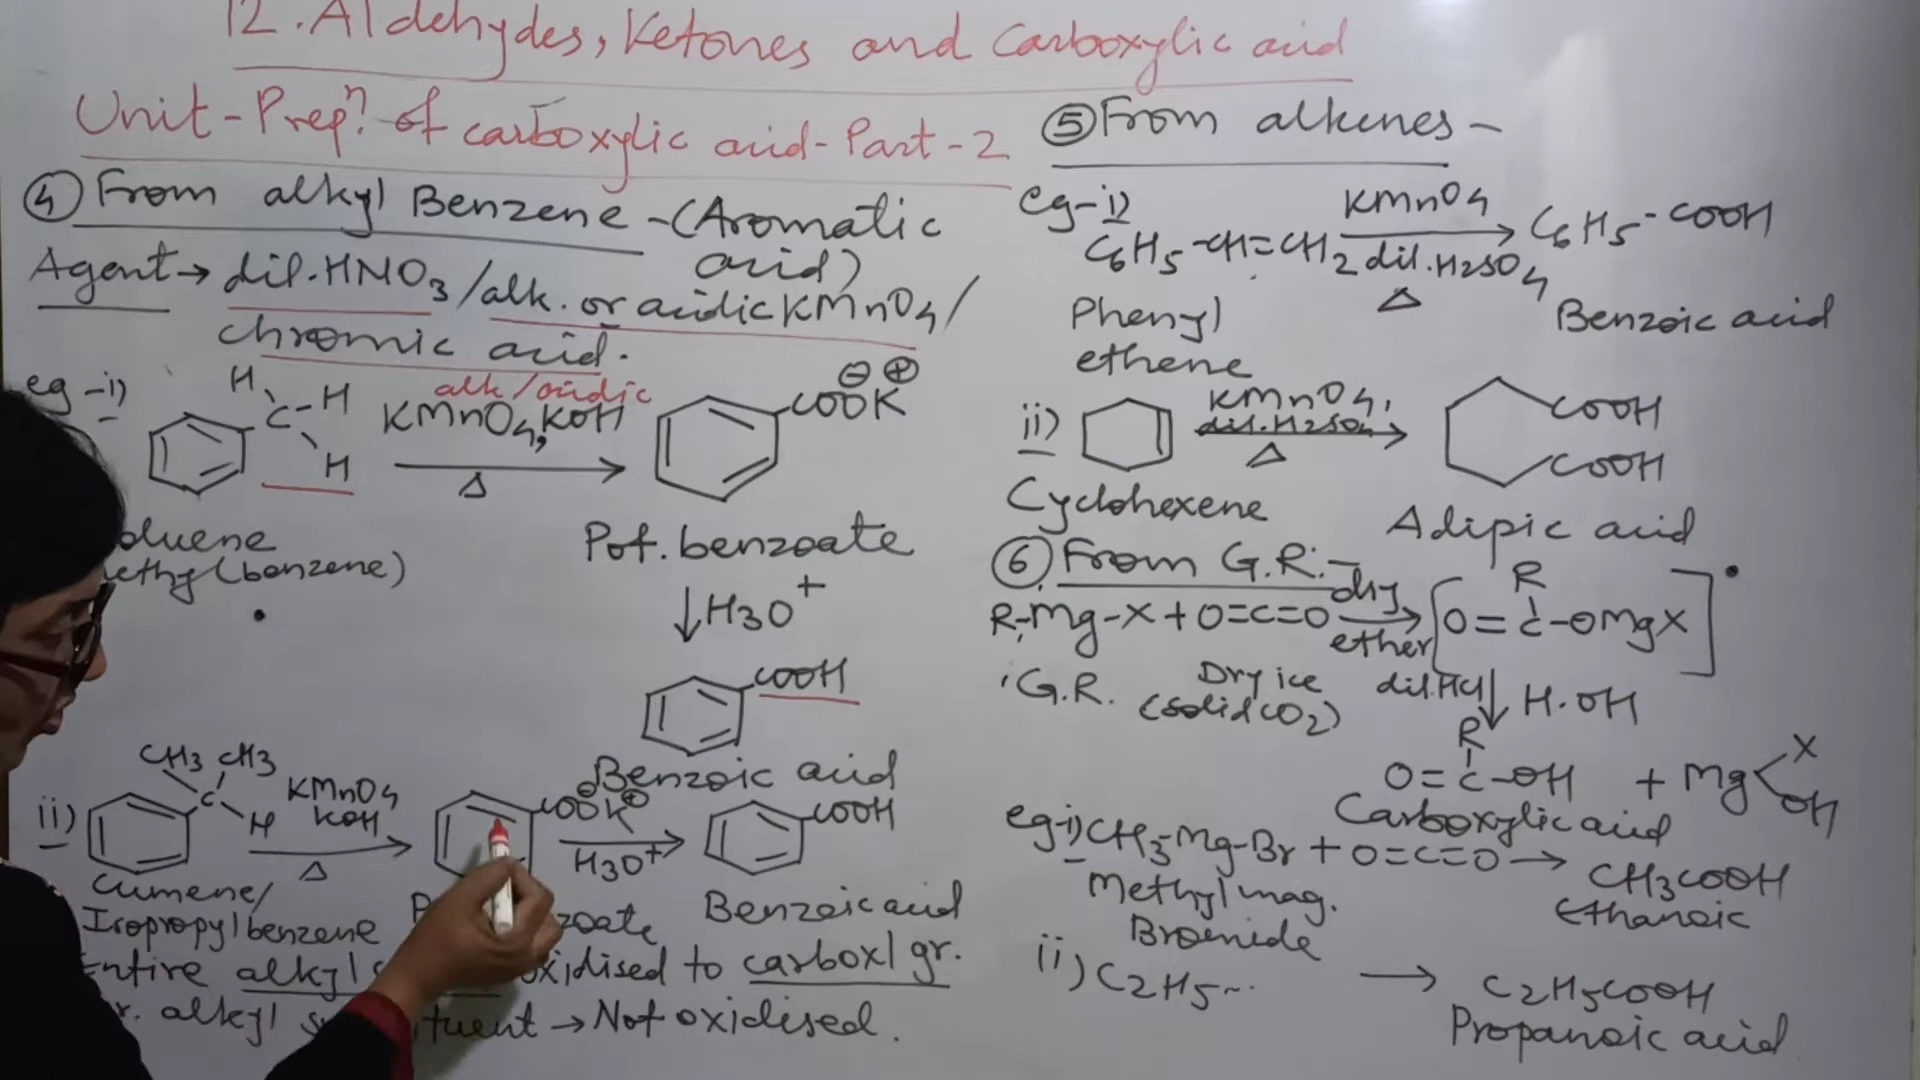 12. Aldehydes, Ketones and Carboxylic acid
Unit - Prepⁿ. of carboxylic acid - Part - 2
④ From alkyl Benzene - (Aromatic acid)
Agent → dil. HNO3 / alk. or acidic KMnO4 /
chromic acid.
eg - i)
H
C - H
H
alk/acidic
KMnO4, KOH
Δ
COO⊖K⊕
oluene
ethyl benzene)
Pot. benzoate
↓ H3O+
COOH
Benzoic acid
ii)
CH3 CH3
C
H
KMnO4
KOH
Δ
COO⊖K⊕
H3O+
COOH
Cumene/
Isopropylbenzene
zoate
Benzoic acid
Entire alkyl oxidised to carboxl gr.
r. alkyl s tuent → Not oxidised.
⑤ From alkenes -
eg - i)
C6H5 - CH = CH2
KMnO4
dil. H2SO4
Δ
C6H5 - COOH
Phenyl
ethene
Benzoic acid
ii)
KMnO4,
dil. H2SO4
Δ
COOH
COOH
Cyclohexene
Adipic acid
⑥ From G.R. -
R - Mg - X + O=C=O dry ether → [O = C - OMgX]
R
G.R.
Dry ice
(solid CO2)
dil. HCl ↓ H.OH
R
O = C - OH + Mg
X
OH
Carboxylic acid
eg - i) CH3 - Mg - Br + O=C=O → CH3COOH
Methyl mag.
Bromide
Ethanoic
ii) C2H5 -.. → C2H5COOH
Propanoic acid